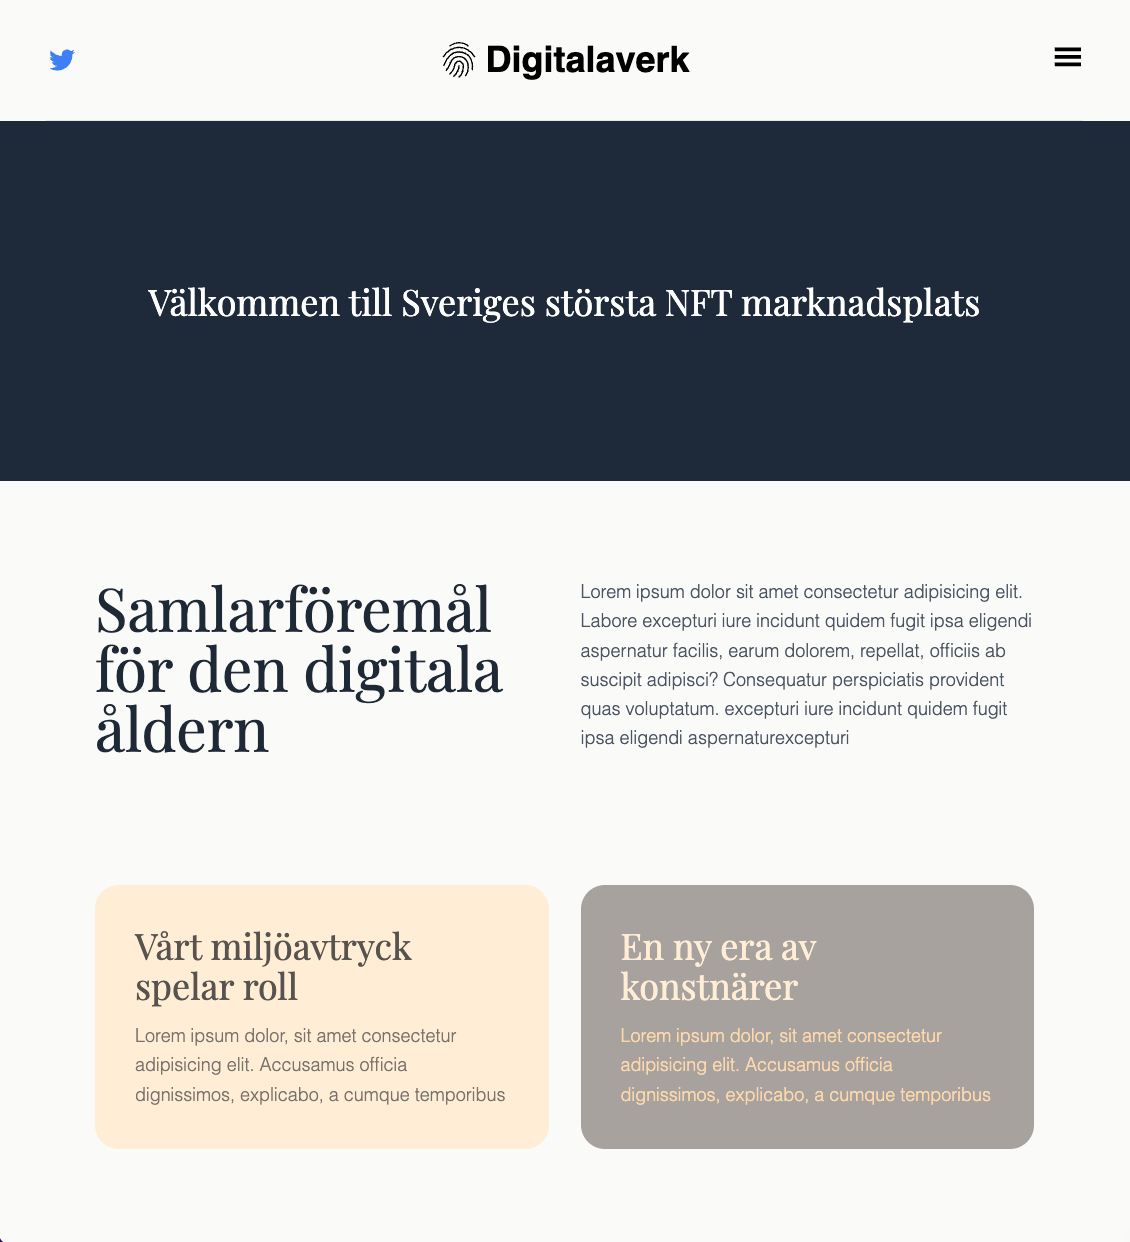 Digitalaverk
Välkommen till Sveriges största NFT marknadsplats
Samlarföremål
för den digitala
åldern
Lorem ipsum dolor sit amet consectetur adipisicing elit.
Labore excepturi iure incidunt quidem fugit ipsa eligendi
aspernatur facilis, earum dolorem, repellat, officiis ab
suscipit adipisci? Consequatur perspiciatis provident
quas voluptatum. excepturi iure incidunt quidem fugit
ipsa eligendi aspernaturexcepturi
Vårt miljöavtryck
spelar roll
Lorem ipsum dolor, sit amet consectetur
adipisicing elit. Accusamus officia
dignissimos, explicabo, a cumque temporibus
En ny era av
konstnärer
Lorem ipsum dolor, sit amet consectetur
adipisicing elit. Accusamus officia
dignissimos, explicabo, a cumque temporibus